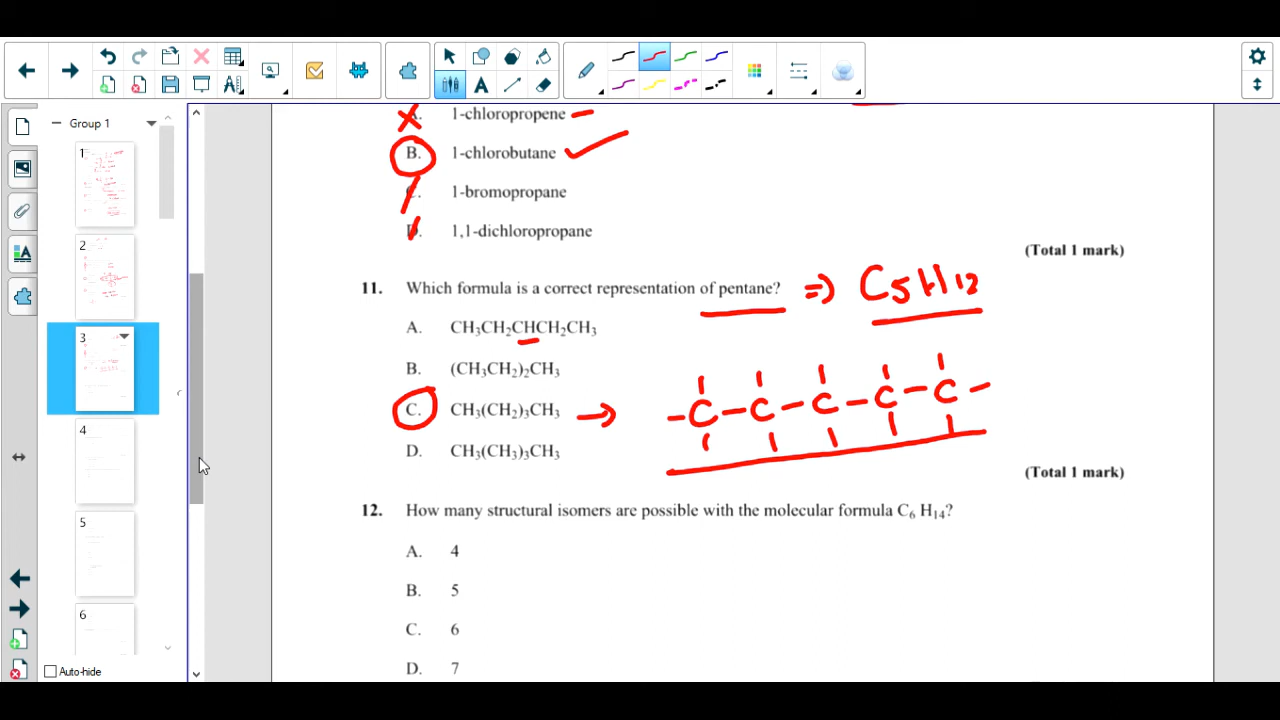 Group 1
1
2
3
4
5
6
Auto-hide
A. 1-chloropropene
B. 1-chlorobutane
C. 1-bromopropane
D. 1,1-dichloropropane
(Total 1 mark)
11. Which formula is a correct representation of pentane? ⇒ C5H12
A. CH₃CH₂CHCH₂CH₃
B. (CH₃CH₂)₂CH₃
C. CH₃(CH₂)₃CH₃ → -C-C-C-C-C-
D. CH₃(CH₃)₃CH₃
(Total 1 mark)
12. How many structural isomers are possible with the molecular formula C₆ H₁₄?
A. 4
B. 5
C. 6
D. 7